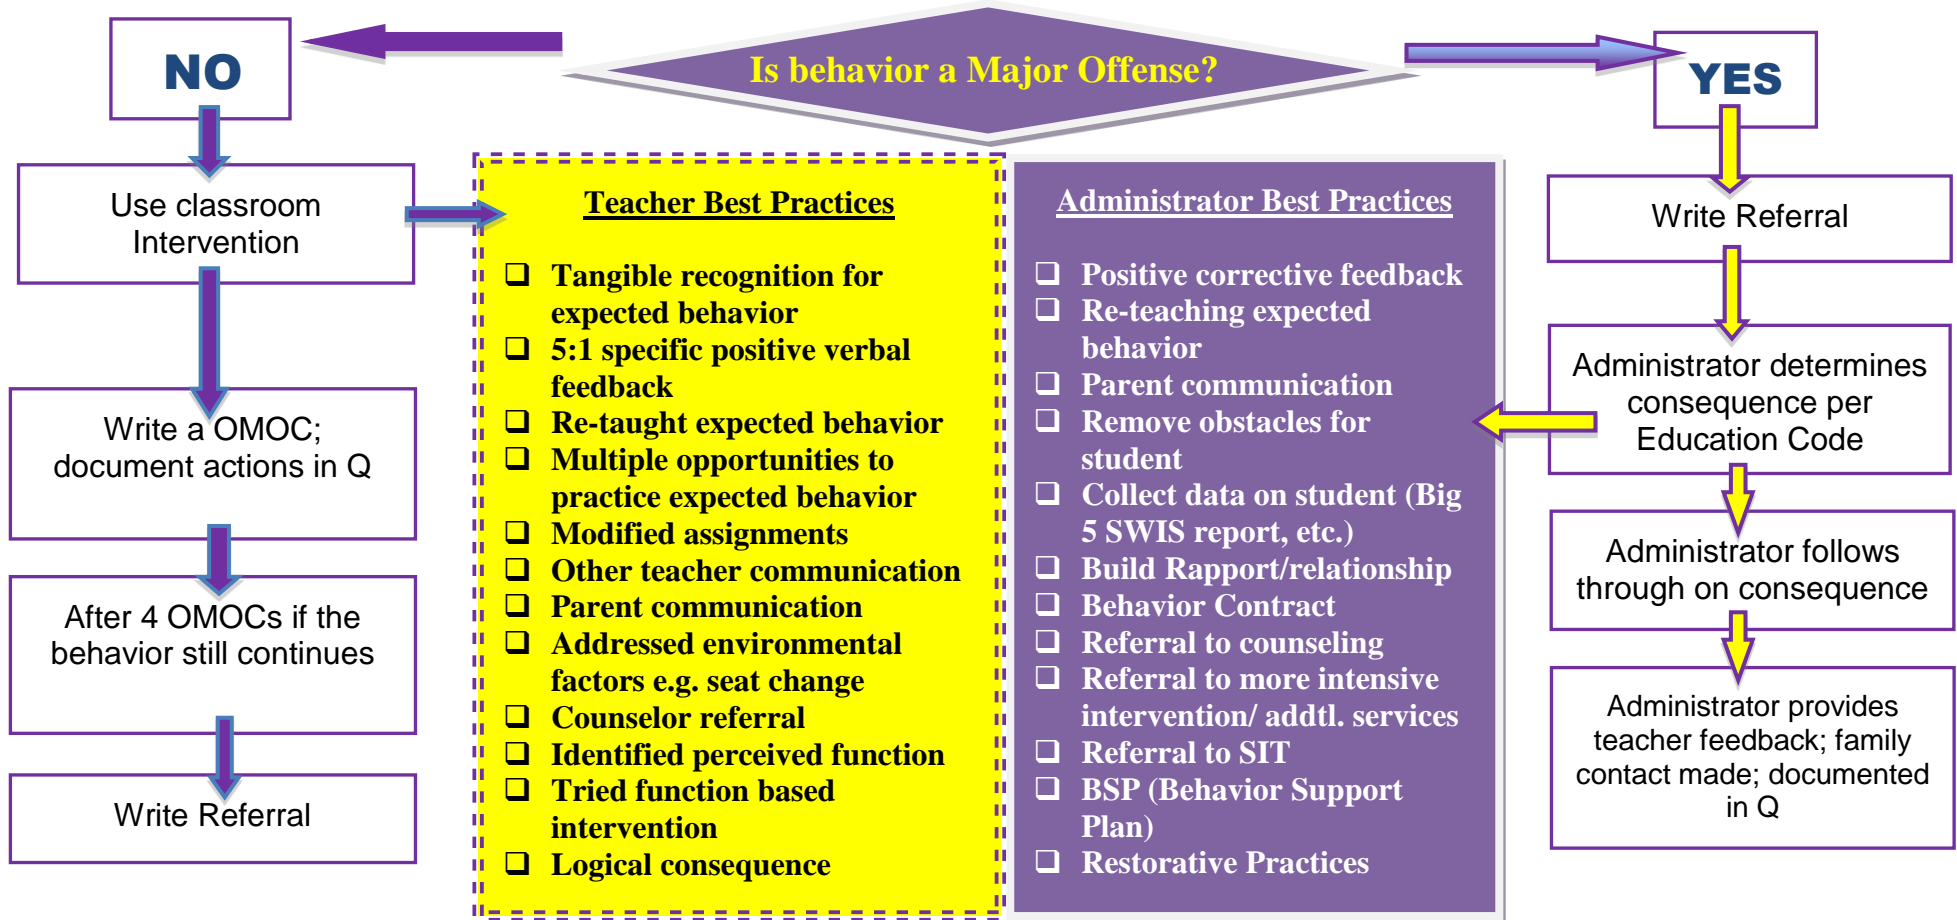 Is behavior a Major Offense?
NO
YES
Use classroom
Intervention
Write a OMOC;
document actions in Q
After 4 OMOCs if the
behavior still continues
Write Referral
Teacher Best Practices
❑ Tangible recognition for
expected behavior
❑ 5:1 specific positive verbal
feedback
❑ Re-taught expected behavior
❑ Multiple opportunities to
practice expected behavior
❑ Modified assignments
❑ Other teacher communication
❑ Parent communication
❑ Addressed environmental
factors e.g. seat change
❑ Counselor referral
❑ Identified perceived function
❑ Tried function based
intervention
❑ Logical consequence
Administrator Best Practices
❑ Positive corrective feedback
❑ Re-teaching expected
behavior
❑ Parent communication
❑ Remove obstacles for
student
❑ Collect data on student (Big
5 SWIS report, etc.)
❑ Build Rapport/relationship
❑ Behavior Contract
❑ Referral to counseling
❑ Referral to more intensive
intervention/ addtl. services
❑ Referral to SIT
❑ BSP (Behavior Support
Plan)
❑ Restorative Practices
Write Referral
Administrator determines
consequence per
Education Code
Administrator follows
through on consequence
Administrator provides
teacher feedback; family
contact made; documented
in Q